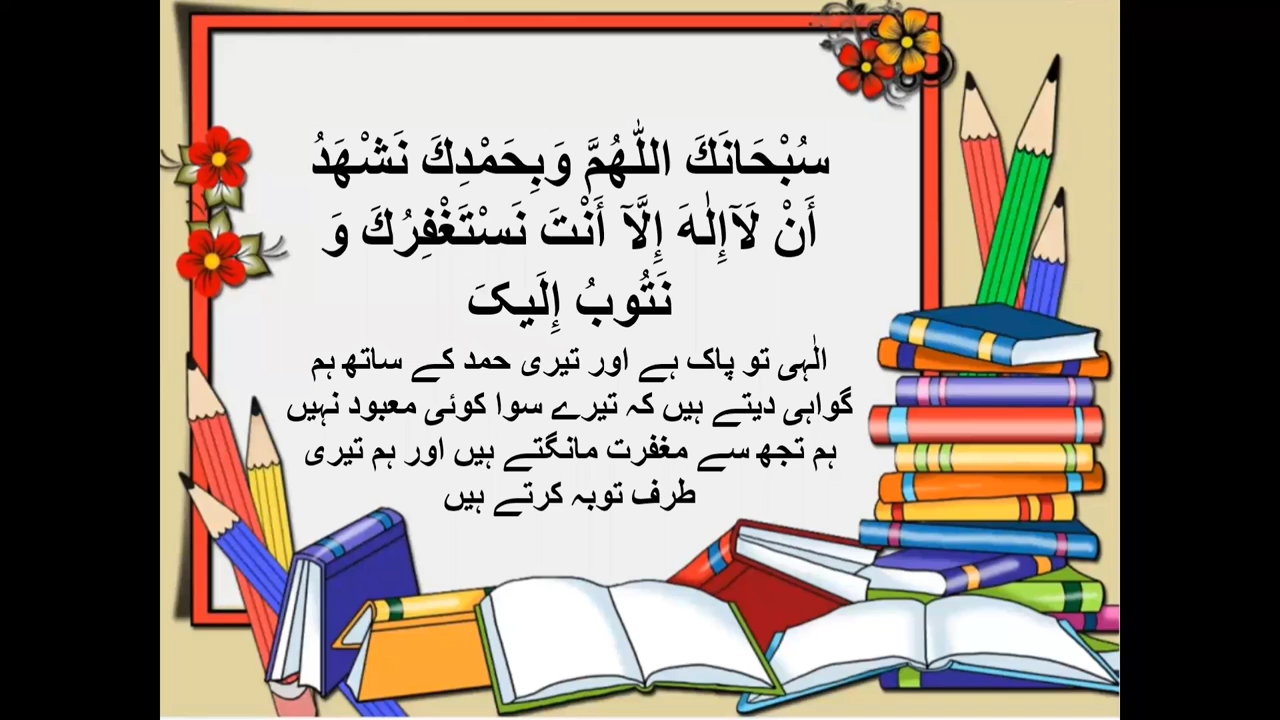 سُبْحَانَكَ اللّٰهُمَّ وَبِحَمْدِكَ نَشْهَدُ
أَنْ لَآإِلٰهَ إِلَّآ أَنْتَ نَسْتَغْفِرُكَ وَ
نَتُوبُ إِلَیکَ
الٰہی تو پاک ہے اور تیری حمد کے ساتھ ہم
گواہی دیتے ہیں کہ تیرے سوا کوئی معبود نہیں
ہم تجھ سے مغفرت مانگتے ہیں اور ہم تیری
طرف توبہ کرتے ہیں